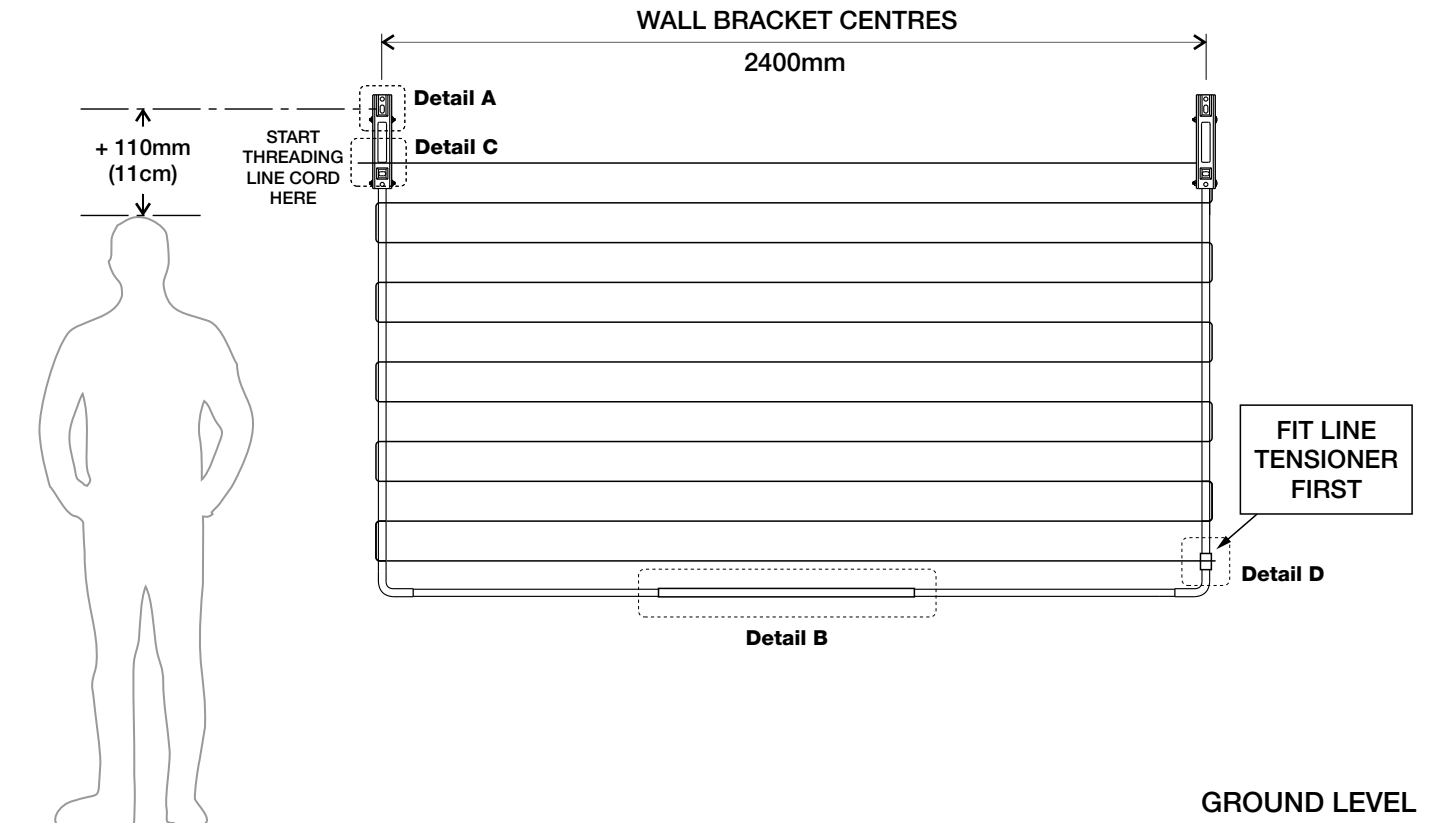 WALL BRACKET CENTRES
2400mm
Detail A
+ 110mm
(11cm)
START
THREADING
LINE CORD
HERE
Detail C
FIT LINE
TENSIONER
FIRST
Detail D
Detail B
GROUND LEVEL